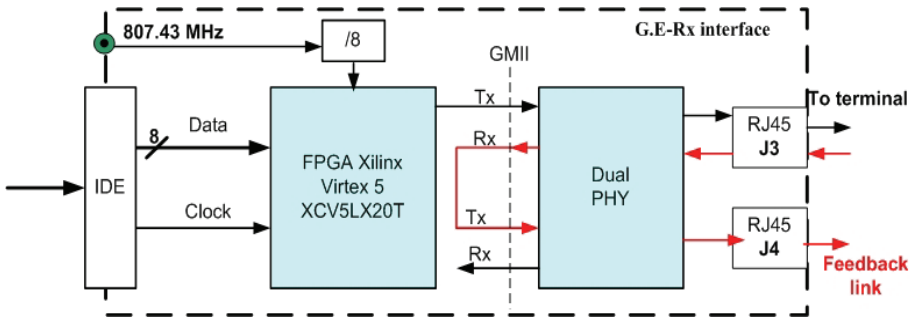 807.43 MHz
/8
G.E-Rx interface
GMII
IDE
8
Data
Clock
FPGA Xilinx
Virtex 5
XCV5LX20T
Tx
Rx
Tx
Rx
Dual
PHY
RJ45
J3
To terminal
RJ45
J4
Feedback
link